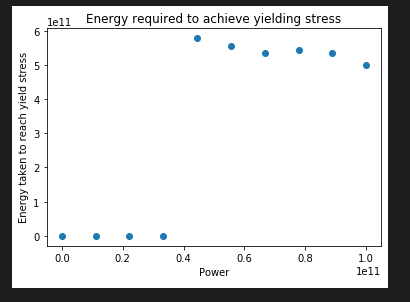 Energy required to achieve yielding stress
1e11
Energy taken to reach yield stress
6
5
4
3
2
1
0
0.0 0.2 0.4 0.6 0.8 1.0
1e11
Power